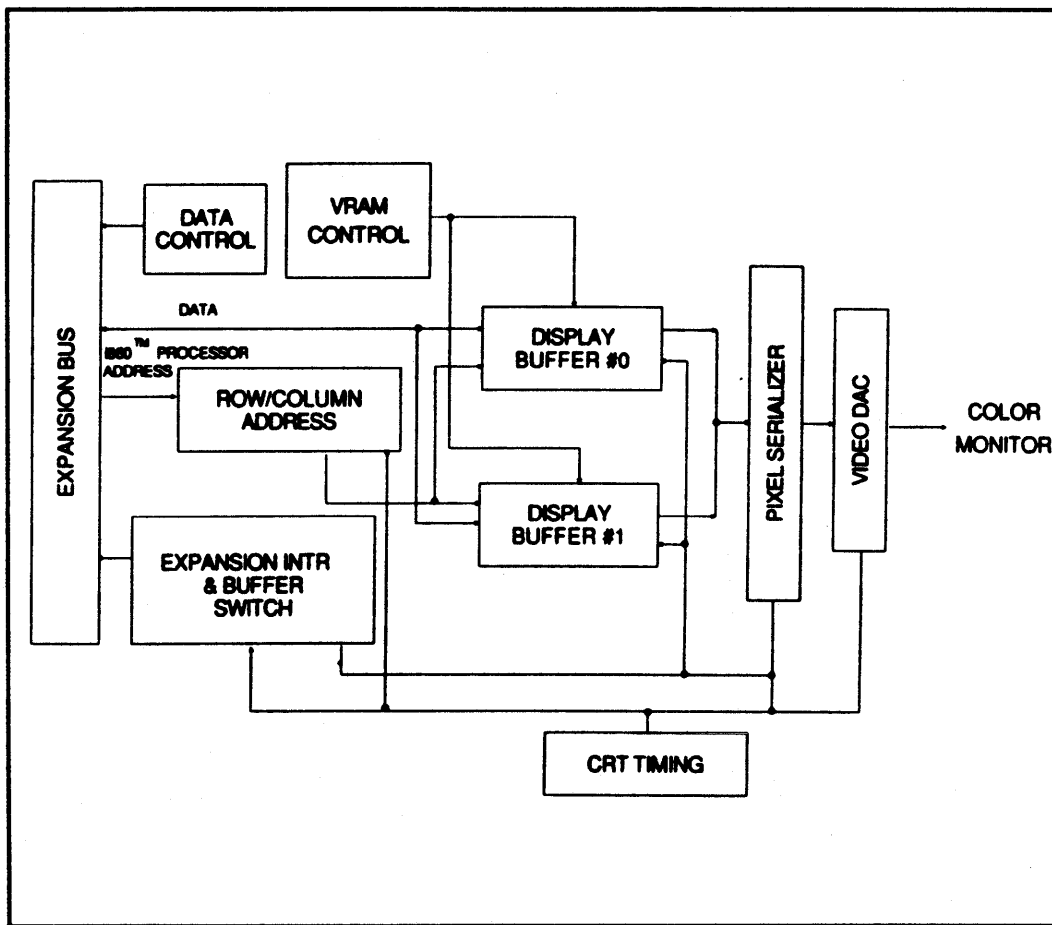 DATA
CONTROL
VRAM
CONTROL
DATA
i860™ PROCESSOR
ADDRESS
EXPANSION BUS
ROW/COLUMN
ADDRESS
EXPANSION INTR
& BUFFER
SWITCH
DISPLAY
BUFFER #0
DISPLAY
BUFFER #1
PIXEL SERIALIZER
VIDEO DAC
COLOR
MONITOR
CRT TIMING